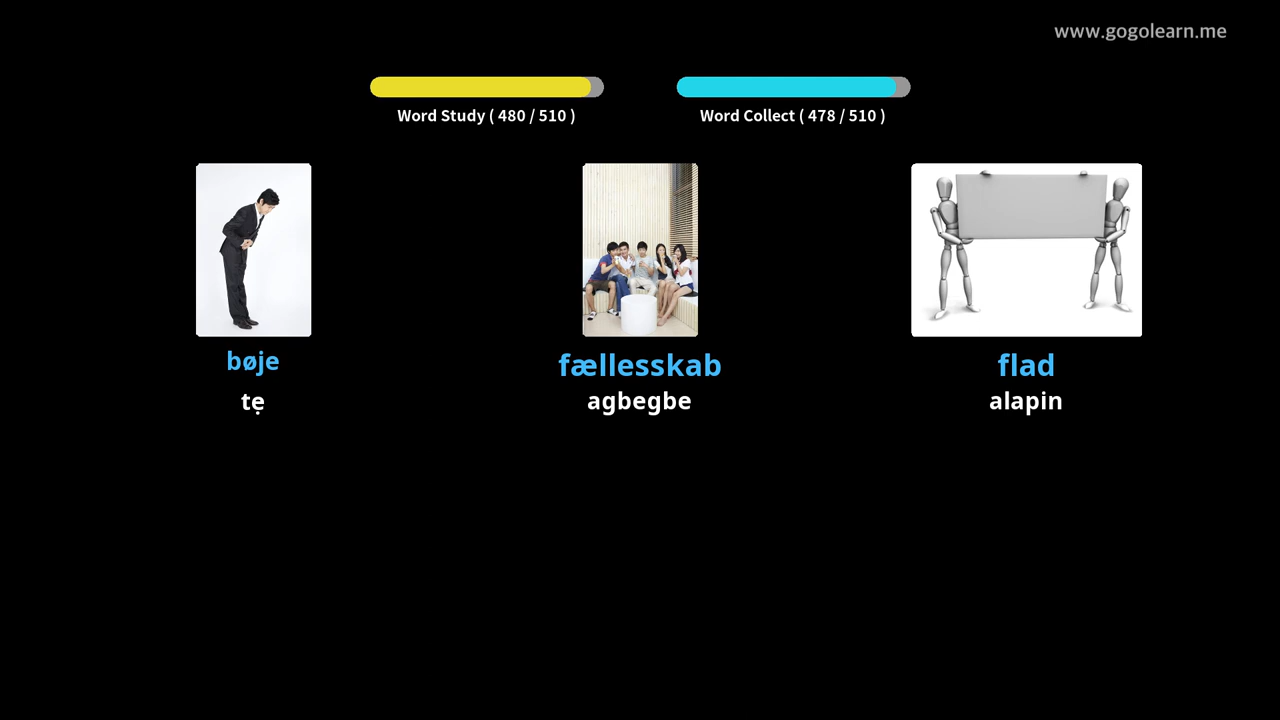 www.gogolearn.me
Word Study ( 480 / 510 )
Word Collect ( 478 / 510 )
bøje
fællesskab
flad
tẹ
agbegbe
alapin